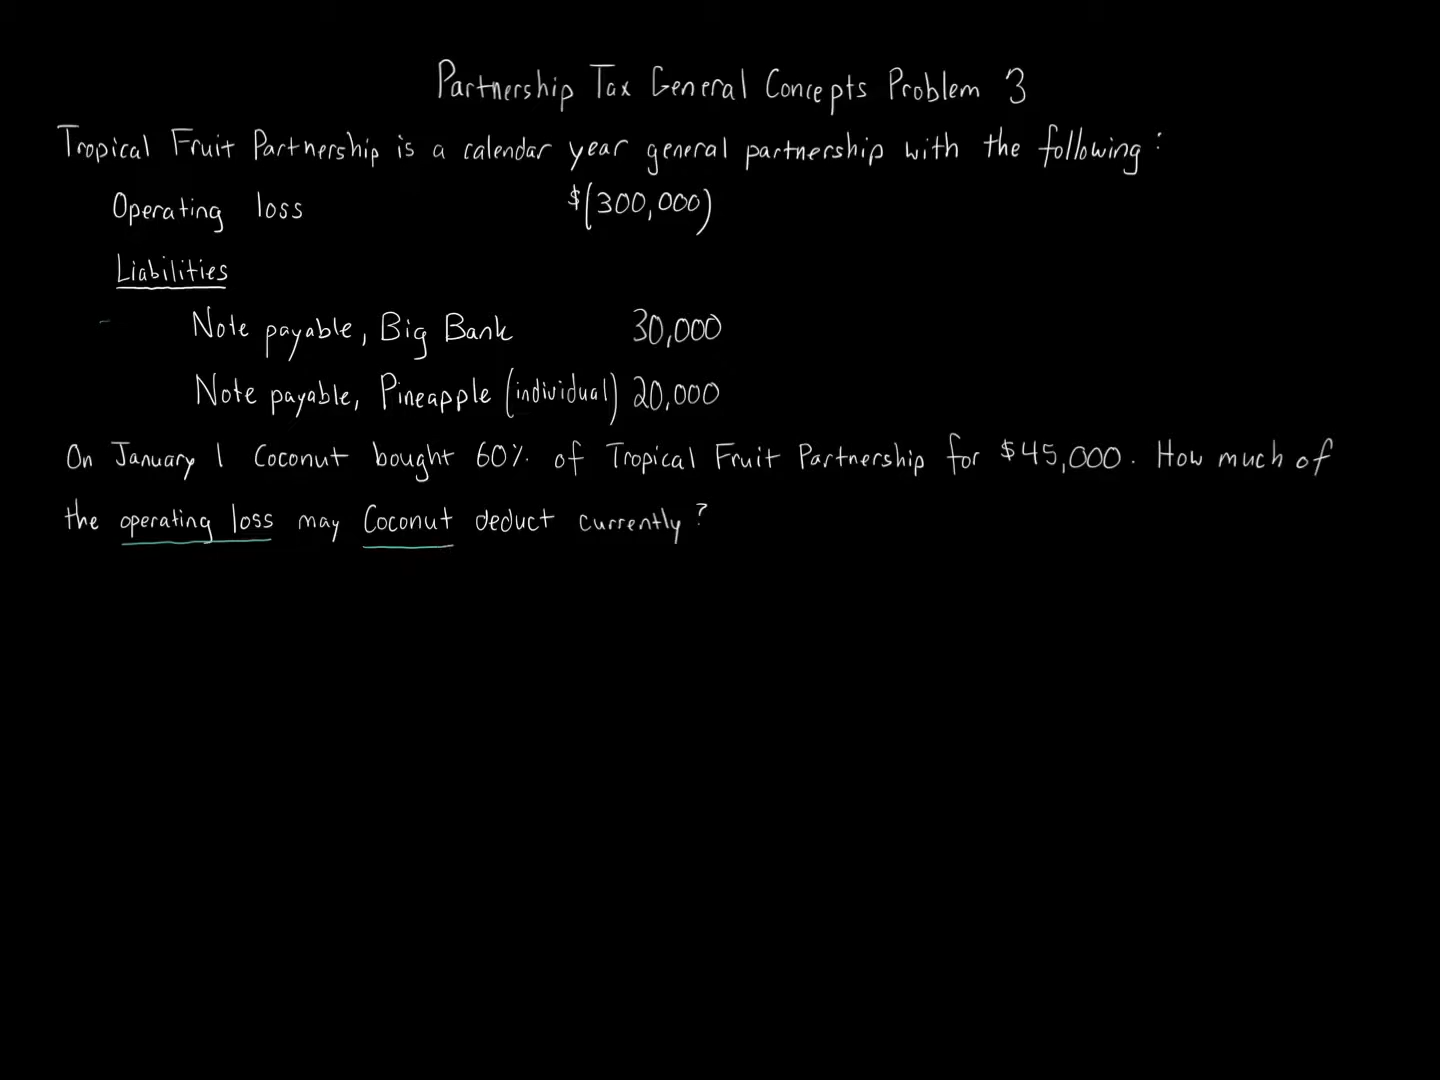 Partnership Tax General Concepts Problem 3
Tropical Fruit Partnership is a calendar year general partnership with the following:
Operating loss $(300,000)
Liabilities
Note payable, Big Bank 30,000
Note payable, Pineapple (individual) 20,000
On January 1 Coconut bought 60% of Tropical Fruit Partnership for $45,000. How much of
the operating loss may Coconut deduct currently?